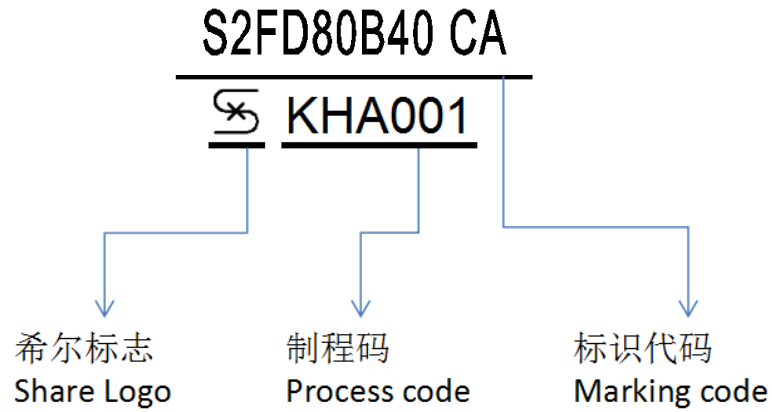 S2FD80B40 CA
KHA001
希尔标志
Share Logo
制程码
Process code
标识代码
Marking code